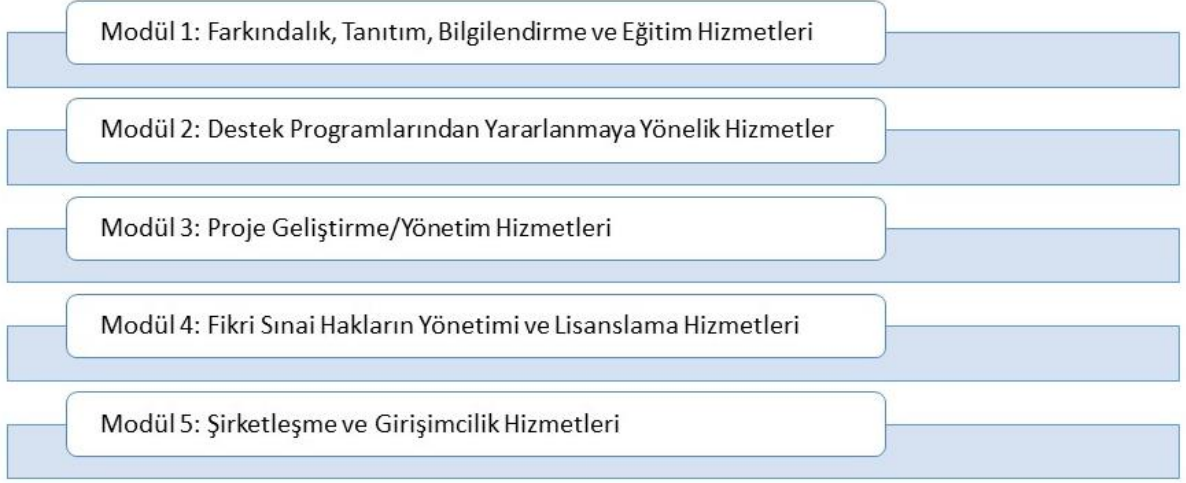 Modül 1: Farkındalık, Tanıtım, Bilgilendirme ve Eğitim Hizmetleri
Modül 2: Destek Programlarından Yararlanmaya Yönelik Hizmetler
Modül 3: Proje Geliştirme/Yönetim Hizmetleri
Modül 4: Fikri Sınai Hakların Yönetimi ve Lisanslama Hizmetleri
Modül 5: Şirketleşme ve Girişimcilik Hizmetleri